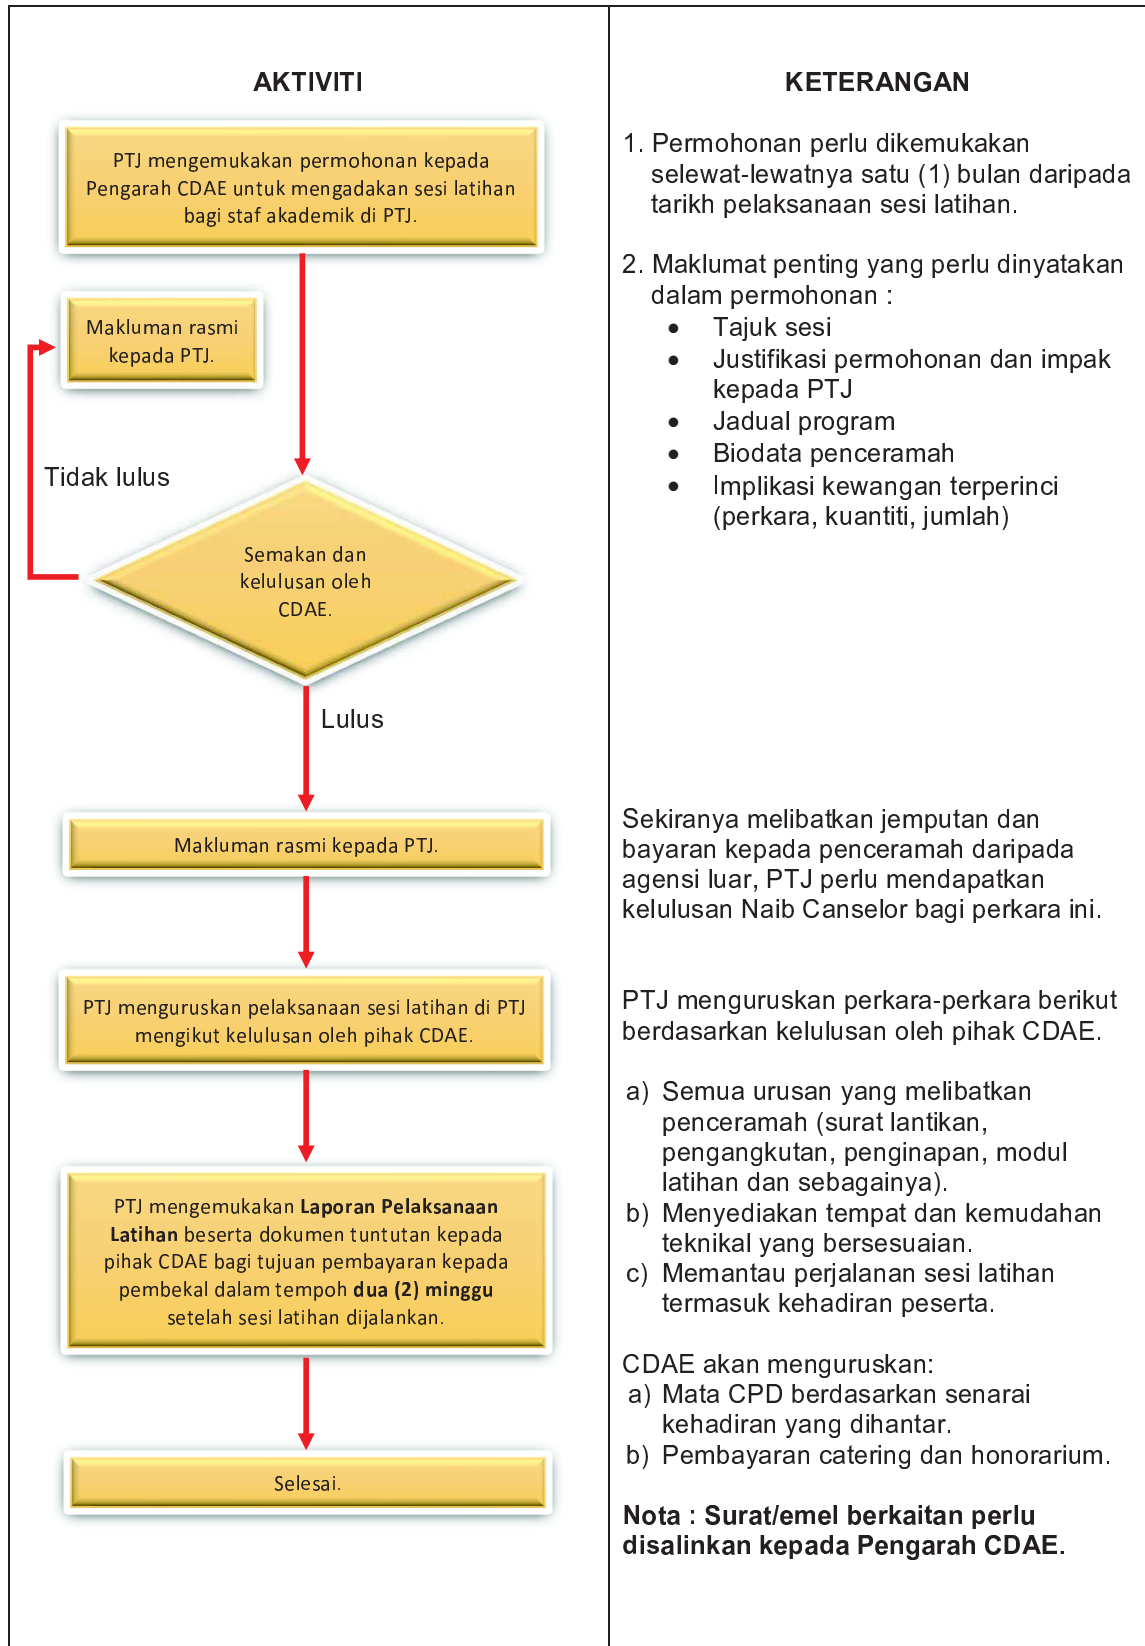 AKTIVITI
PTJ mengemukakan permohonan kepada
Pengarah CDAE untuk mengadakan sesi latihan
bagi staf akademik di PTJ.
Makluman rasmi
kepada PTJ.
Tidak lulus
Semakan dan
kelulusan oleh
CDAE.
Lulus
Makluman rasmi kepada PTJ.
PTJ menguruskan pelaksanaan sesi latihan di PTJ
mengikut kelulusan oleh pihak CDAE.
PTJ mengemukakan Laporan Pelaksanaan
Latihan beserta dokumen tuntutan kepada
pihak CDAE bagi tujuan pembayaran kepada
pembekal dalam tempoh dua (2) minggu
setelah sesi latihan dijalankan.
Selesai.
KETERANGAN
1. Permohonan perlu dikemukakan
selewat-lewatnya satu (1) bulan daripada
tarikh pelaksanaan sesi latihan.
2. Maklumat penting yang perlu dinyatakan
dalam permohonan :
• Tajuk sesi
• Justifikasi permohonan dan impak
kepada PTJ
• Jadual program
• Biodata penceramah
• Implikasi kewangan terperinci
(perkara, kuantiti, jumlah)
Sekiranya melibatkan jemputan dan
bayaran kepada penceramah daripada
agensi luar, PTJ perlu mendapatkan
kelulusan Naib Canselor bagi perkara ini.
PTJ menguruskan perkara-perkara berikut
berdasarkan kelulusan oleh pihak CDAE.
a) Semua urusan yang melibatkan
penceramah (surat lantikan,
pengangkutan, penginapan, modul
latihan dan sebagainya).
b) Menyediakan tempat dan kemudahan
teknikal yang bersesuaian.
c) Memantau perjalanan sesi latihan
termasuk kehadiran peserta.
CDAE akan menguruskan:
a) Mata CPD berdasarkan senarai
kehadiran yang dihantar.
b) Pembayaran catering dan honorarium.
Nota : Surat/emel berkaitan perlu
disalinkan kepada Pengarah CDAE.